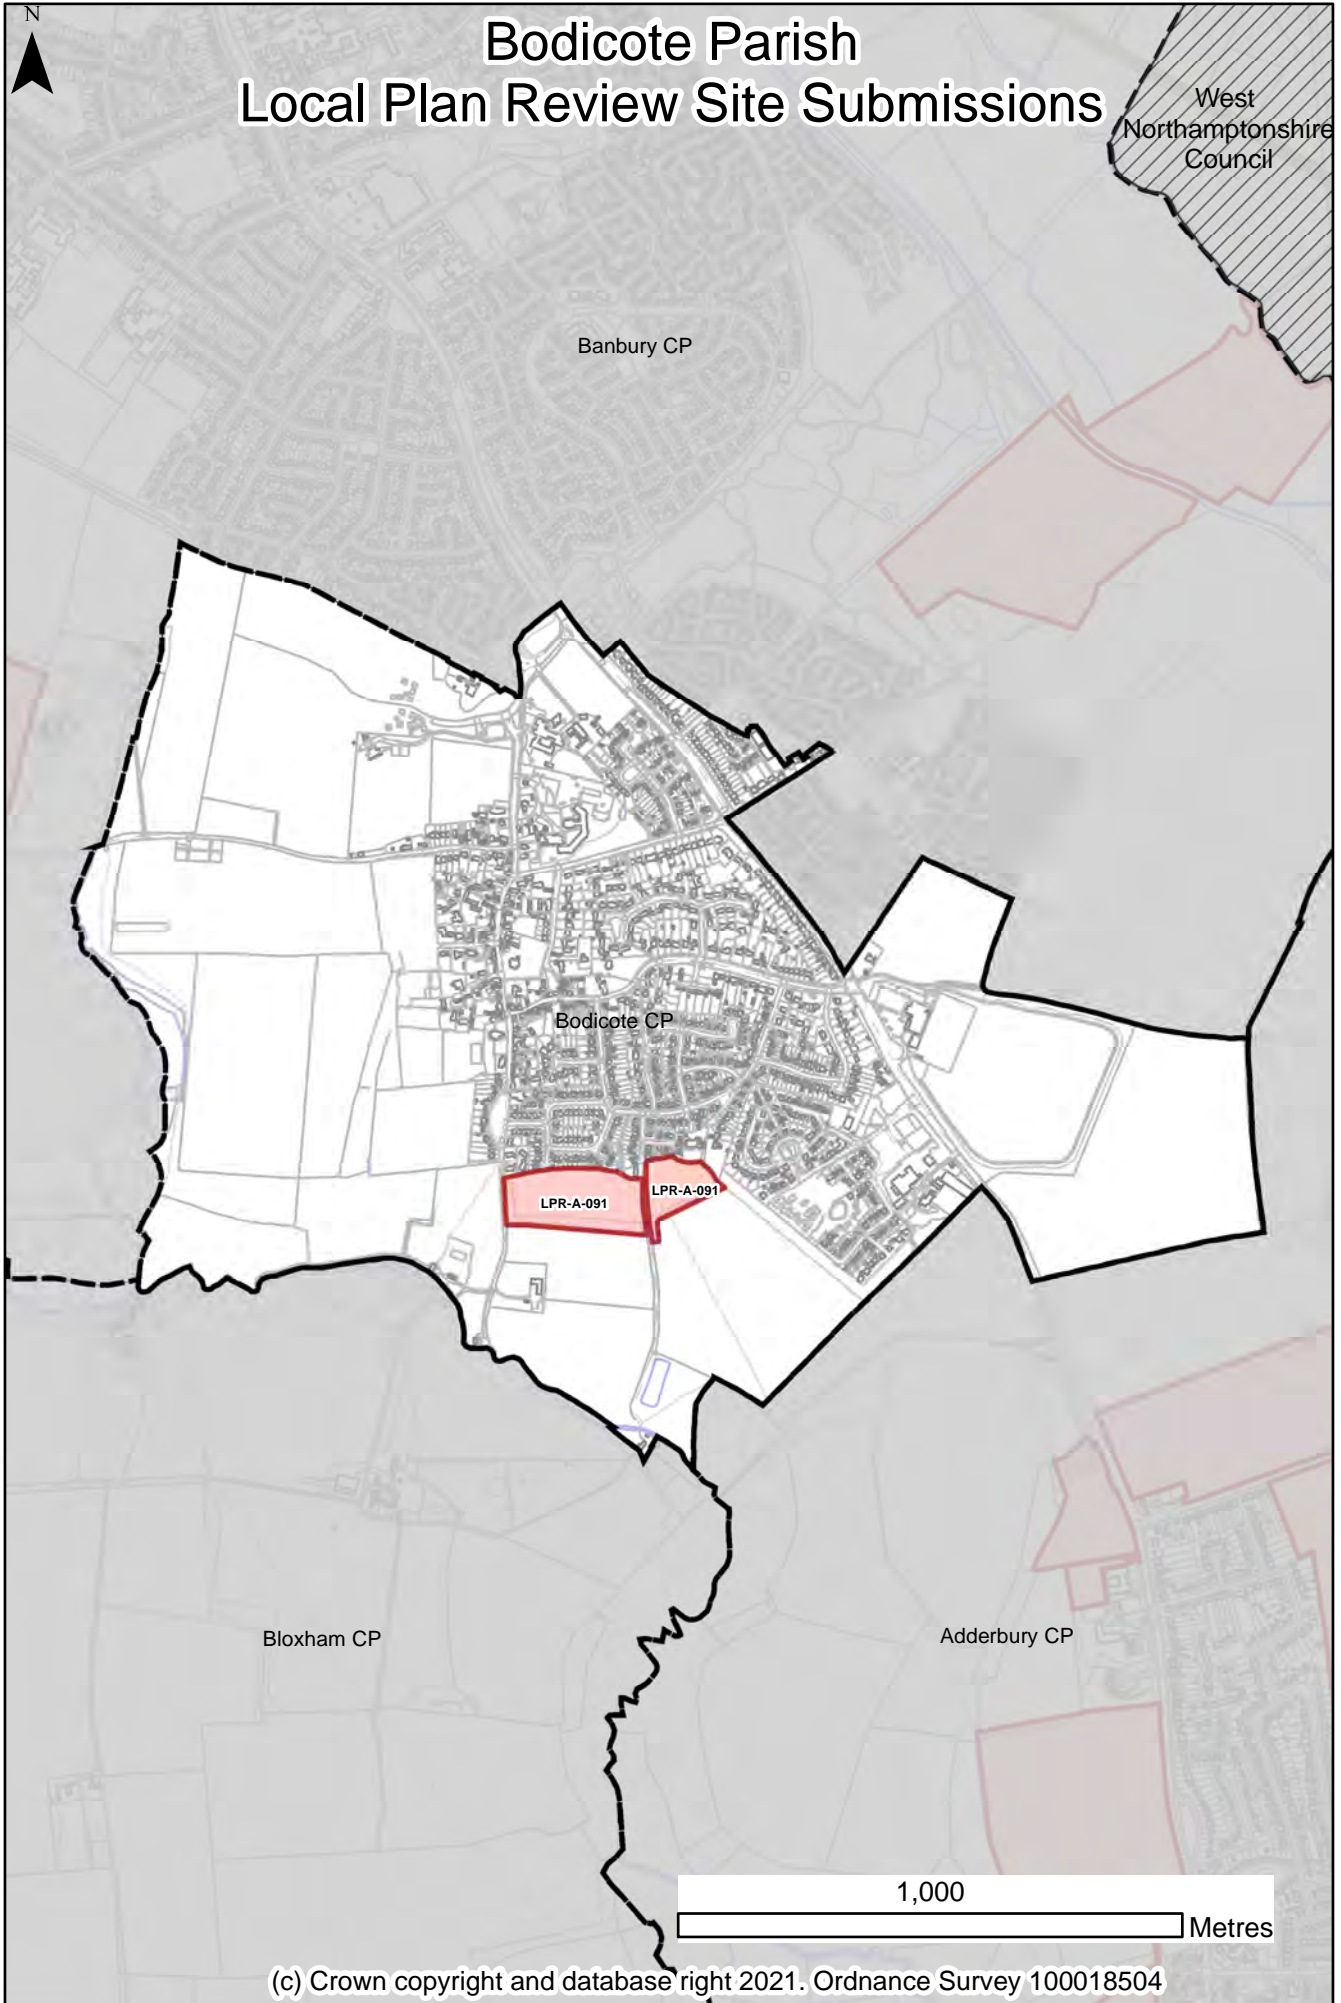 N
Bodicote Parish
Local Plan Review Site Submissions
West
Northamptonshire
Council
Banbury CP
Bodicote CP
LPR-A-091
LPR-A-091
Bloxham CP
Adderbury CP
1,000
Metres
(c) Crown copyright and database right 2021. Ordnance Survey 100018504